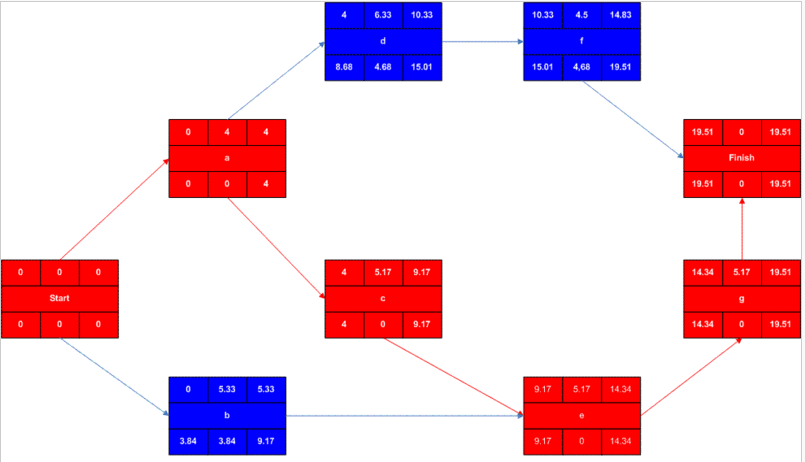 4 6.33 10.33
d
8.68 4.68 15.01
10.33 4.5 14.83
f
15.01 4,68 19.51
0 4 4
a
0 0 4
19.51 0 19.51
Finish
19.51 0 19.51
0 0 0
Start
0 0 0
4 5.17 9.17
c
4 0 9.17
14.34 5.17 19.51
g
14.34 0 19.51
0 5.33 5.33
b
3.84 3.84 9.17
9.17 5.17 14.34
e
9.17 0 14.34